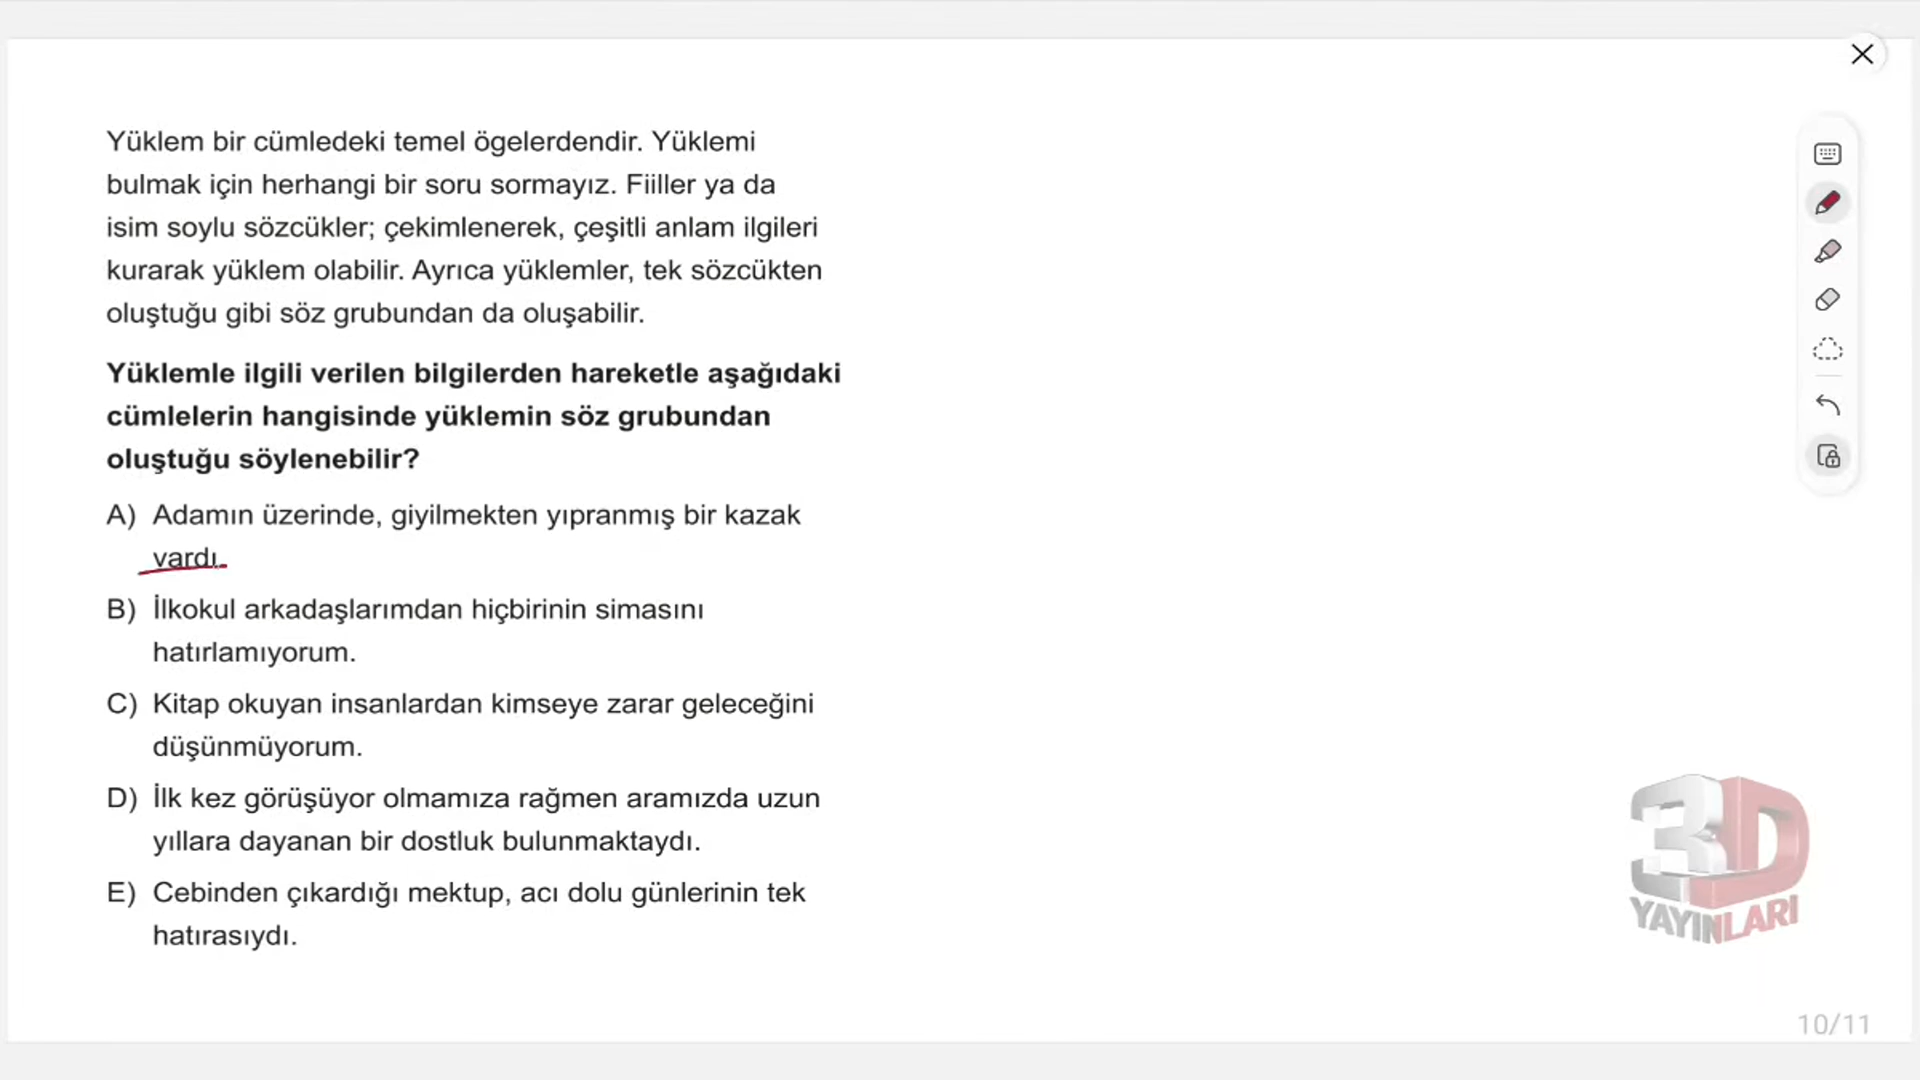 Yüklem bir cümledeki temel ögelerdendir. Yüklemi
bulmak için herhangi bir soru sormayız. Fiiller ya da
isim soylu sözcükler; çekimlenerek, çeşitli anlam ilgileri
kurarak yüklem olabilir. Ayrıca yüklemler, tek sözcükten
oluştuğu gibi söz grubundan da oluşabilir.
Yüklemle ilgili verilen bilgilerden hareketle aşağıdaki
cümlelerin hangisinde yüklemin söz grubundan
oluştuğu söylenebilir?
A) Adamın üzerinde, giyilmekten yıpranmış bir kazak
vardı.
B) İlkokul arkadaşlarımdan hiçbirinin simasını
hatırlamıyorum.
C) Kitap okuyan insanlardan kimseye zarar geleceğini
düşünmüyorum.
D) İlk kez görüşüyor olmamıza rağmen aramızda uzun
yıllara dayanan bir dostluk bulunmaktaydı.
E) Cebinden çıkardığı mektup, acı dolu günlerinin tek
hatırasıydı.
3D
YAYINLARI
10/11